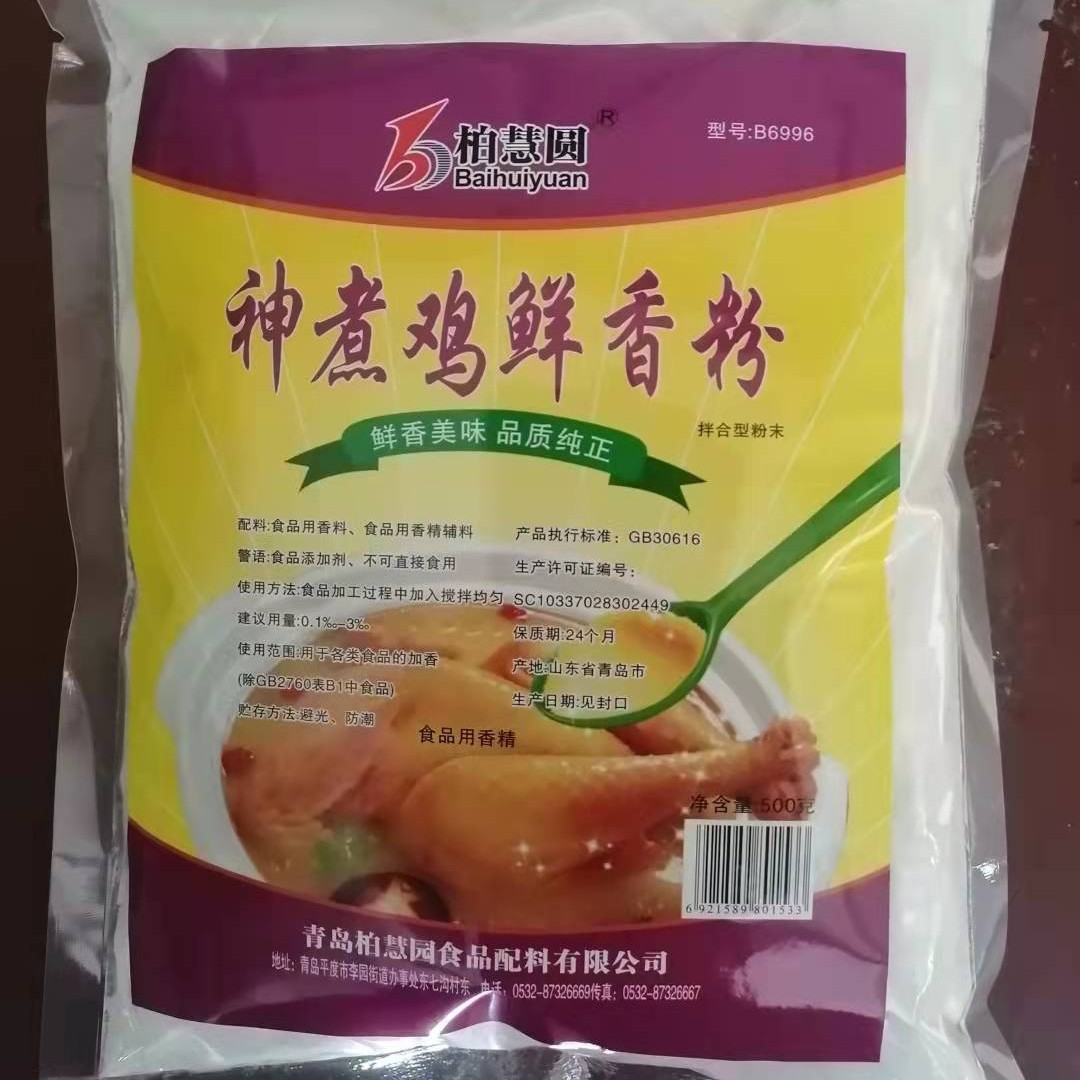 柏慧圆®
Baihuiyuan
型号:B6996
神煮鸡鲜香粉
鲜香美味 品质纯正
拌合型粉末
配料:食品用香料、食品用香精辅料
警语:食品添加剂、不可直接食用
使用方法:食品加工过程中加入搅拌均匀
建议用量:0.1‰-3‰
使用范围:用于各类食品的加香
(除GB2760表B1中食品)
贮存方法:避光、防潮
产品执行标准：GB30616
生产许可证编号：
SC10337028302449
保质期:24个月
产地:山东省青岛市
生产日期:见封口
食品用香精
净含量:500克
6 921589 801533
青岛柏慧园食品配料有限公司
地址：青岛平度市李园街道办事处东七沟村东 电话：0532-87326669传真：0532-87326667